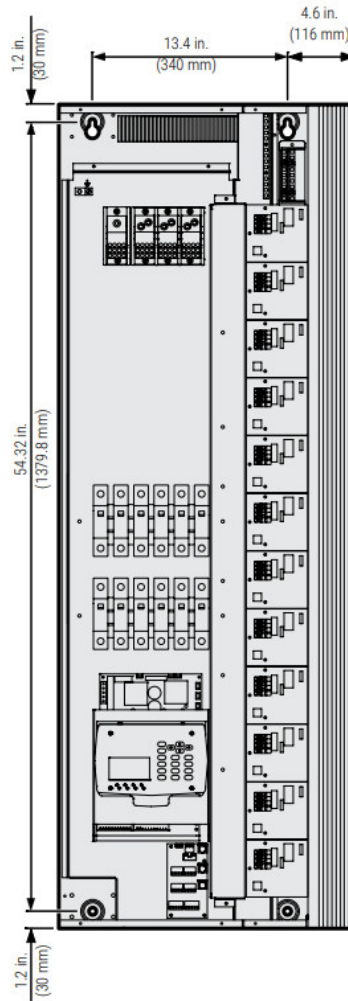 4.6 in.
(116 mm)
13.4 in.
(340 mm)
1.2 in.
(30 mm)
54.32 in.
(1379.8 mm)
1.2 in.
(30 mm)